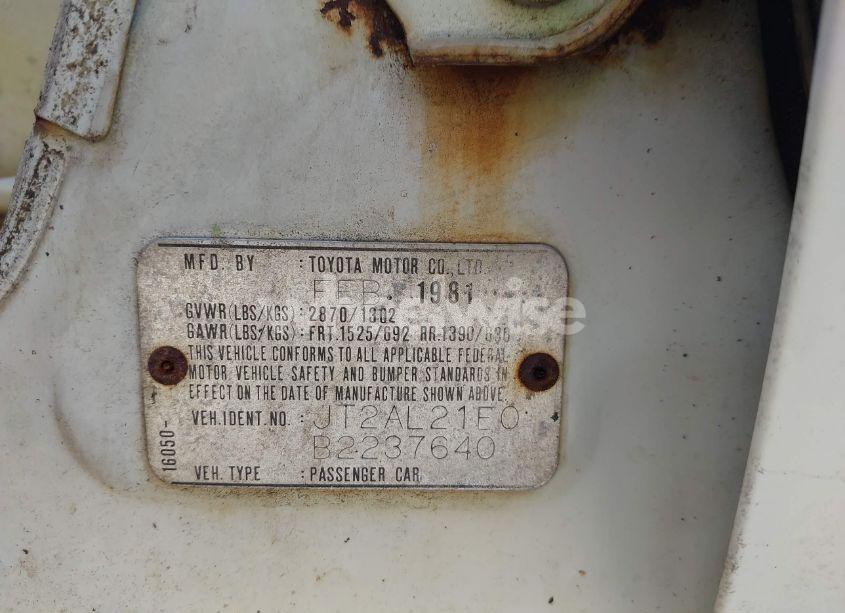 MFD. BY : TOYOTA MOTOR CO., LTD.
FEB. 1981
GVWR(LBS/KGS) : 2870/1302
GAWR(LBS/KGS) : FRT.1525/692 RR.1390/630
THIS VEHICLE CONFORMS TO ALL APPLICABLE FEDERAL
MOTOR VEHICLE SAFETY AND BUMPER STANDARDS IN
EFFECT ON THE DATE OF MANUFACTURE SHOWN ABOVE.
VEH.IDENT.NO. : JT2AL21E0
B2237640
VEH. TYPE : PASSENGER CAR
16050-